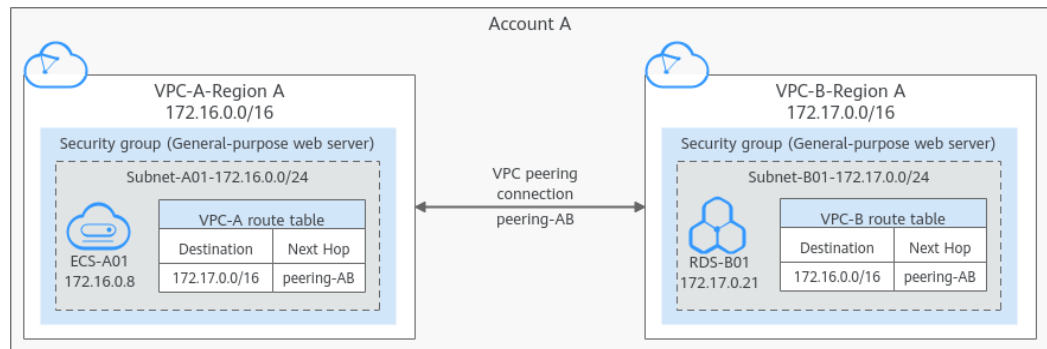 Account A
VPC-A-Region A
172.16.0.0/16
Security group (General-purpose web server)
Subnet-A01-172.16.0.0/24
ECS-A01
172.16.0.8
VPC-A route table
Destination Next Hop
172.17.0.0/16 peering-AB
VPC peering
connection
peering-AB
VPC-B-Region A
172.17.0.0/16
Security group (General-purpose web server)
Subnet-B01-172.17.0.0/24
RDS-B01
172.17.0.21
VPC-B route table
Destination Next Hop
172.16.0.0/16 peering-AB